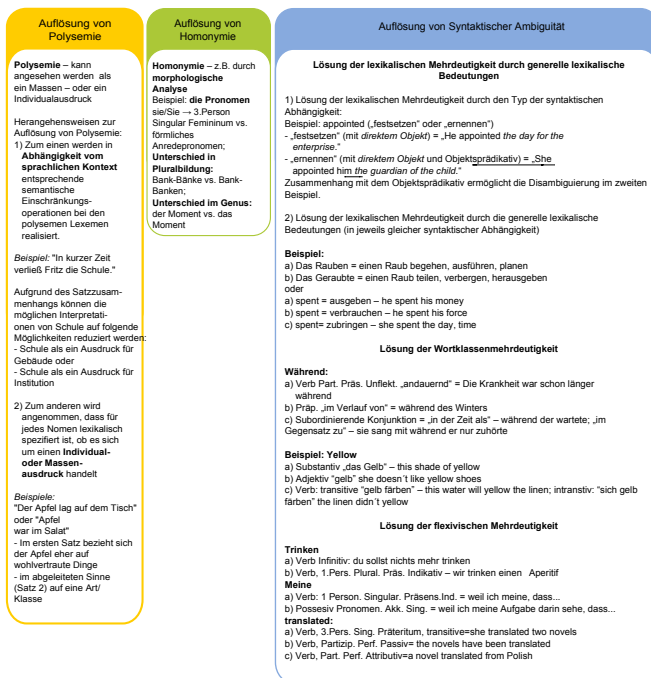 Auflösung von
Polysemie
Polysemie – kann
angesehen werden als
ein Massen – oder ein
Individualausdruck
Herangehensweisen zur
Auflösung von Polysemie:
1) Zum einen werden in
Abhängigkeit vom
sprachlichen Kontext
entsprechende
semantische
Einschränkungs-
operationen bei den
polysemen Lexemen
realisiert.
Beispiel: "In kurzer Zeit
verließ Fritz die Schule."
Aufgrund des Satzzusam-
menhangs können die
möglichen Interpretati-
onen von Schule auf folgende
Möglichkeiten reduziert werden:
- Schule als ein Ausdruck für
Gebäude oder
- Schule als ein Ausdruck für
Institution
2) Zum anderen wird
angenommen, dass für
jedes Nomen lexikalisch
spezifiert ist, ob es sich
um einen Individual-
oder Massen-
ausdruck handelt
Beispiele:
"Der Apfel lag auf dem Tisch"
oder "Apfel
war im Salat"
- Im ersten Satz bezieht sich
der Apfel eher auf
wohlvertraute Dinge
- im abgeleiteten Sinne
(Satz 2) auf eine Art/
Klasse
Auflösung von
Homonymie
Homonymie – z.B. durch
morphologische
Analyse
Beispiel: die Pronomen
sie/Sie → 3.Person
Singular Femininum vs.
förmliches
Anredepronomen;
Unterschied in
Pluralbildung:
Bank-Bänke vs. Bank-
Banken;
Unterschied im Genus:
der Moment vs. das
Moment
Auflösung von Syntaktischer Ambiguität
Lösung der lexikalischen Mehrdeutigkeit durch generelle lexikalische
Bedeutungen
1) Lösung der lexikalischen Mehrdeutigkeit durch den Typ der syntaktischen
Abhängigkeit:
Beispiel: appointed („festsetzen“ oder „ernennen“)
- „festsetzen“ (mit direktem Objekt) = „He appointed the day for the
enterprise.“
- „ernennen“ (mit direktem Objekt und Objektsprädikativ) = „She
appointed him the guardian of the child.“
Zusammenhang mit dem Objektsprädikativ ermöglicht die Disambiguierung im zweiten
Beispiel.
2) Lösung der lexikalischen Mehrdeutigkeit durch die generelle lexikalische
Bedeutungen (in jeweils gleicher syntaktischer Abhängigkeit)
Beispiel:
a) Das Rauben = einen Raub begehen, ausführen, planen
b) Das Geraubte = einen Raub teilen, verbergen, herausgeben
oder
a) spent = ausgeben – he spent his money
b) spent = verbrauchen – he spent his force
c) spent= zubringen – she spent the day, time
Lösung der Wortklassenmehrdeutigkeit
Während:
a) Verb Part. Präs. Unflekt. „andauernd“ = Die Krankheit war schon länger
während
b) Präp. „im Verlauf von“ = während des Winters
c) Subordinierende Konjunktion = „in der Zeit als“ – während der wartete; „im
Gegensatz zu“ – sie sang mit während er nur zuhörte
Beispiel: Yellow
a) Substantiv „das Gelb“ – this shade of yellow
b) Adjektiv “gelb” she doesn´t like yellow shoes
c) Verb: transitive “gelb färben” – this water will yellow the linen; intranstiv: “sich gelb
färben” the linen didn´t yellow
Lösung der flexivischen Mehrdeutigkeit
Trinken
a) Verb Infinitiv: du sollst nichts mehr trinken
b) Verb, 1.Pers. Plural. Präs. Indikativ – wir trinken einen Aperitif
Meine
a) Verb: 1 Person. Singular. Präsens.Ind. = weil ich meine, dass...
b) Possesiv Pronomen. Akk. Sing. = weil ich meine Aufgabe darin sehe, dass...
translated:
a) Verb, 3.Pers. Sing. Präteritum, transitive=she translated two novels
b) Verb, Partizip. Perf. Passiv= the novels have been translated
c) Verb, Part. Perf. Attributiv=a novel translated from Polish